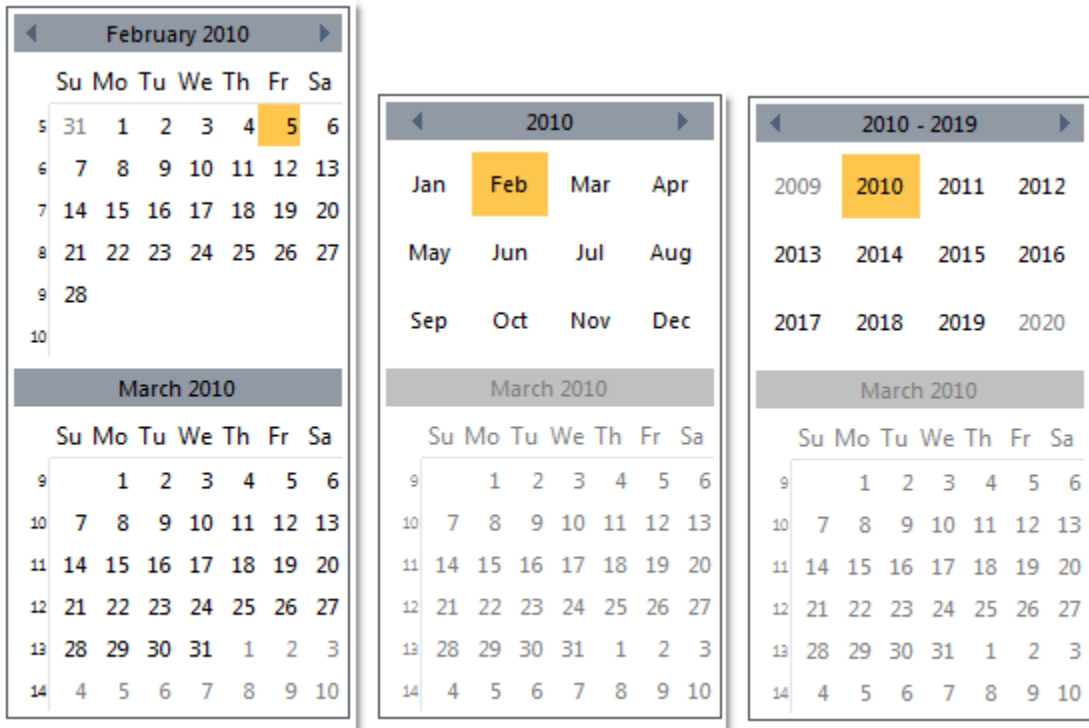 February 2010
Su Mo Tu We Th Fr Sa
5 31 1 2 3 4 5 6
6 7 8 9 10 11 12 13
7 14 15 16 17 18 19 20
8 21 22 23 24 25 26 27
9 28
10
March 2010
Su Mo Tu We Th Fr Sa
9 1 2 3 4 5 6
10 7 8 9 10 11 12 13
11 14 15 16 17 18 19 20
12 21 22 23 24 25 26 27
13 28 29 30 31 1 2 3
14 4 5 6 7 8 9 10
2010
Jan Feb Mar Apr
May Jun Jul Aug
Sep Oct Nov Dec
March 2010
Su Mo Tu We Th Fr Sa
9 1 2 3 4 5 6
10 7 8 9 10 11 12 13
11 14 15 16 17 18 19 20
12 21 22 23 24 25 26 27
13 28 29 30 31 1 2 3
14 4 5 6 7 8 9 10
2010 - 2019
2009 2010 2011 2012
2013 2014 2015 2016
2017 2018 2019 2020
March 2010
Su Mo Tu We Th Fr Sa
9 1 2 3 4 5 6
10 7 8 9 10 11 12 13
11 14 15 16 17 18 19 20
12 21 22 23 24 25 26 27
13 28 29 30 31 1 2 3
14 4 5 6 7 8 9 10